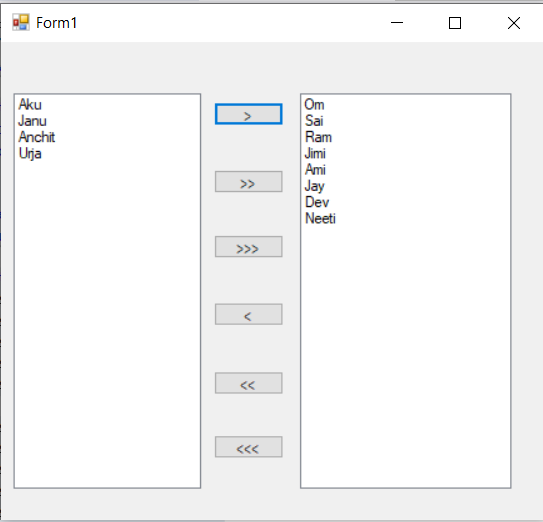 Form1
Aku
Janu
Anchit
Urja
>
>>
>>>
<
<<
<<<
Om
Sai
Ram
Jimi
Ami
Jay
Dev
Neeti